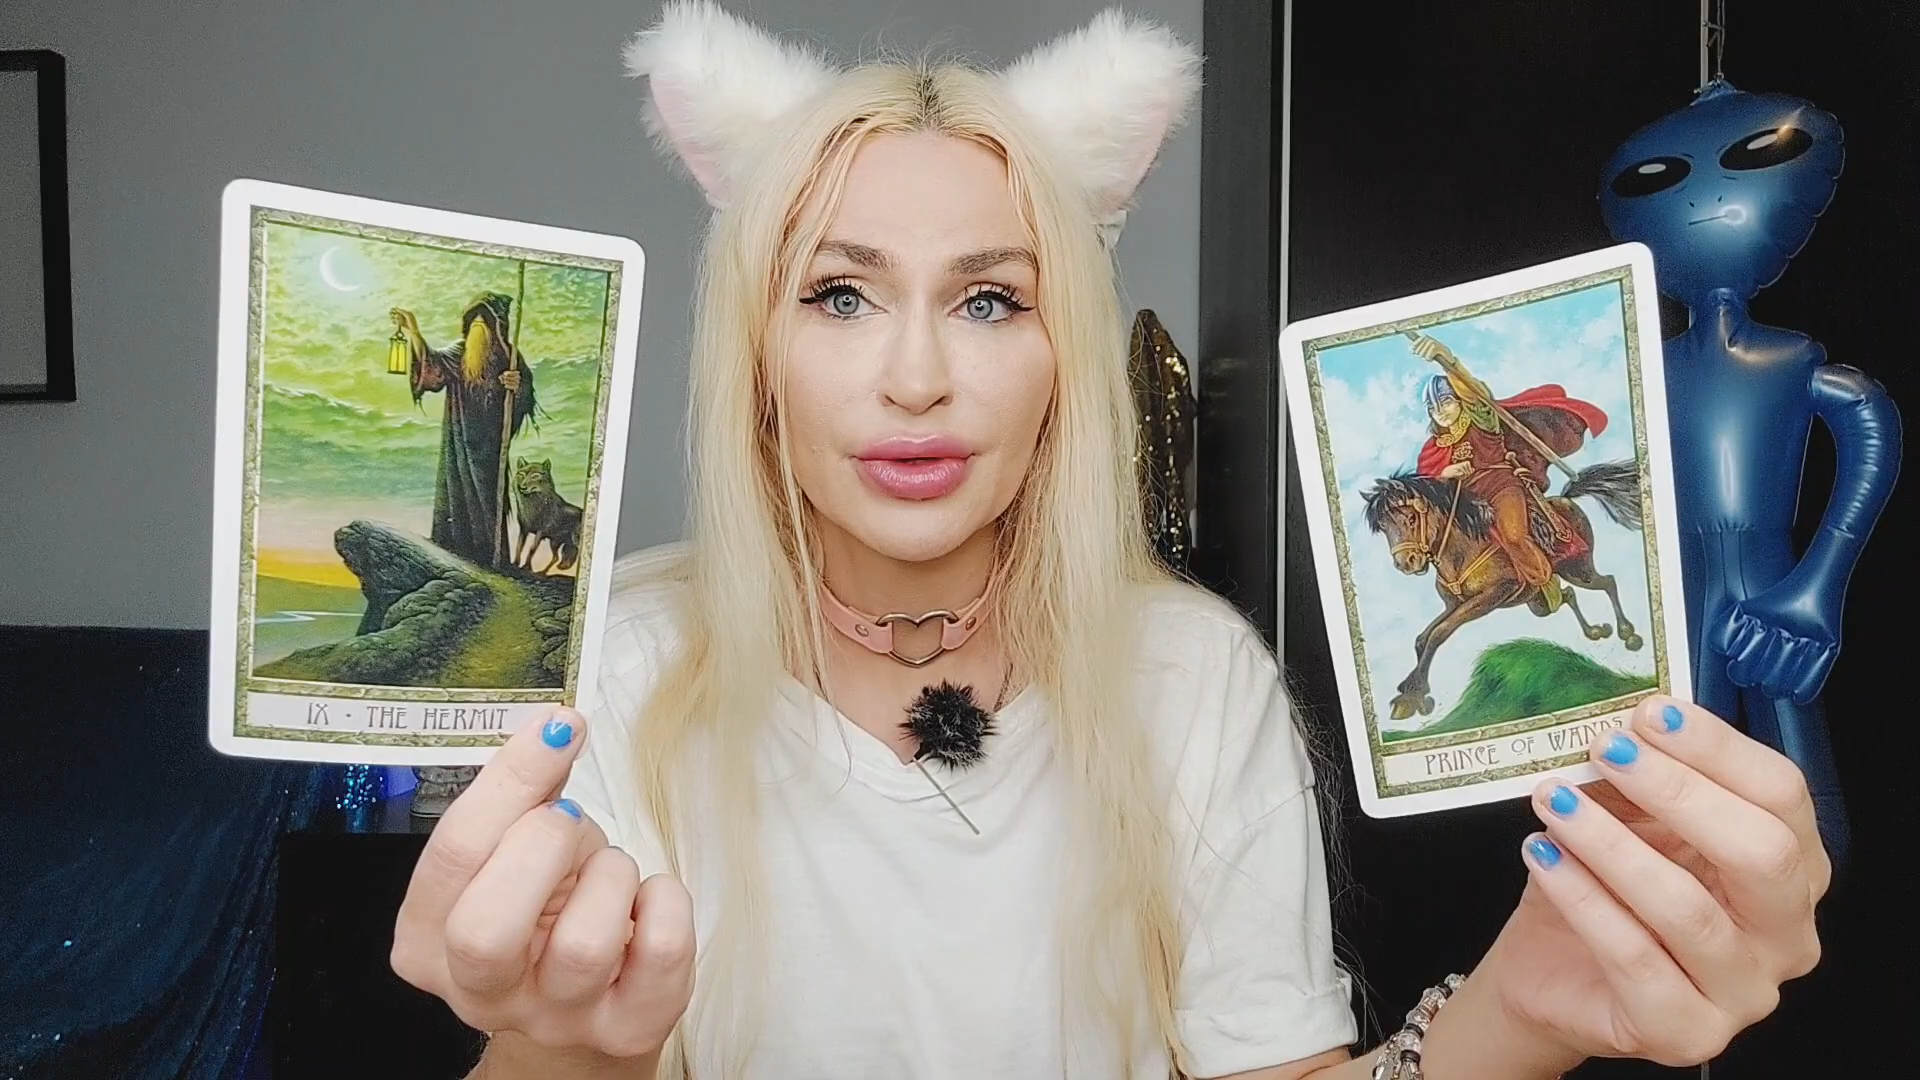 IX · THE HERMIT
PRINCE OF WANDS